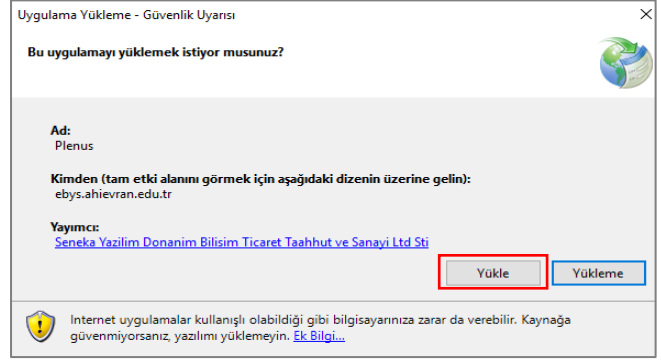 Uygulama Yükleme - Güvenlik Uyarısı
Bu uygulamayı yüklemek istiyor musunuz?
Ad:
Plenus
Kimden (tam etki alanını görmek için aşağıdaki dizenin üzerine gelin):
ebys.ahievran.edu.tr
Yayımcı:
Seneka Yazilim Donanim Bilisim Ticaret Taahhut ve Sanayi Ltd Sti
Yükle
Yükleme
Internet uygulamalar kullanışlı olabildiği gibi bilgisayarınıza zarar da verebilir. Kaynağa
güvenmiyorsanız, yazılımı yüklemeyin. Ek Bilgi...